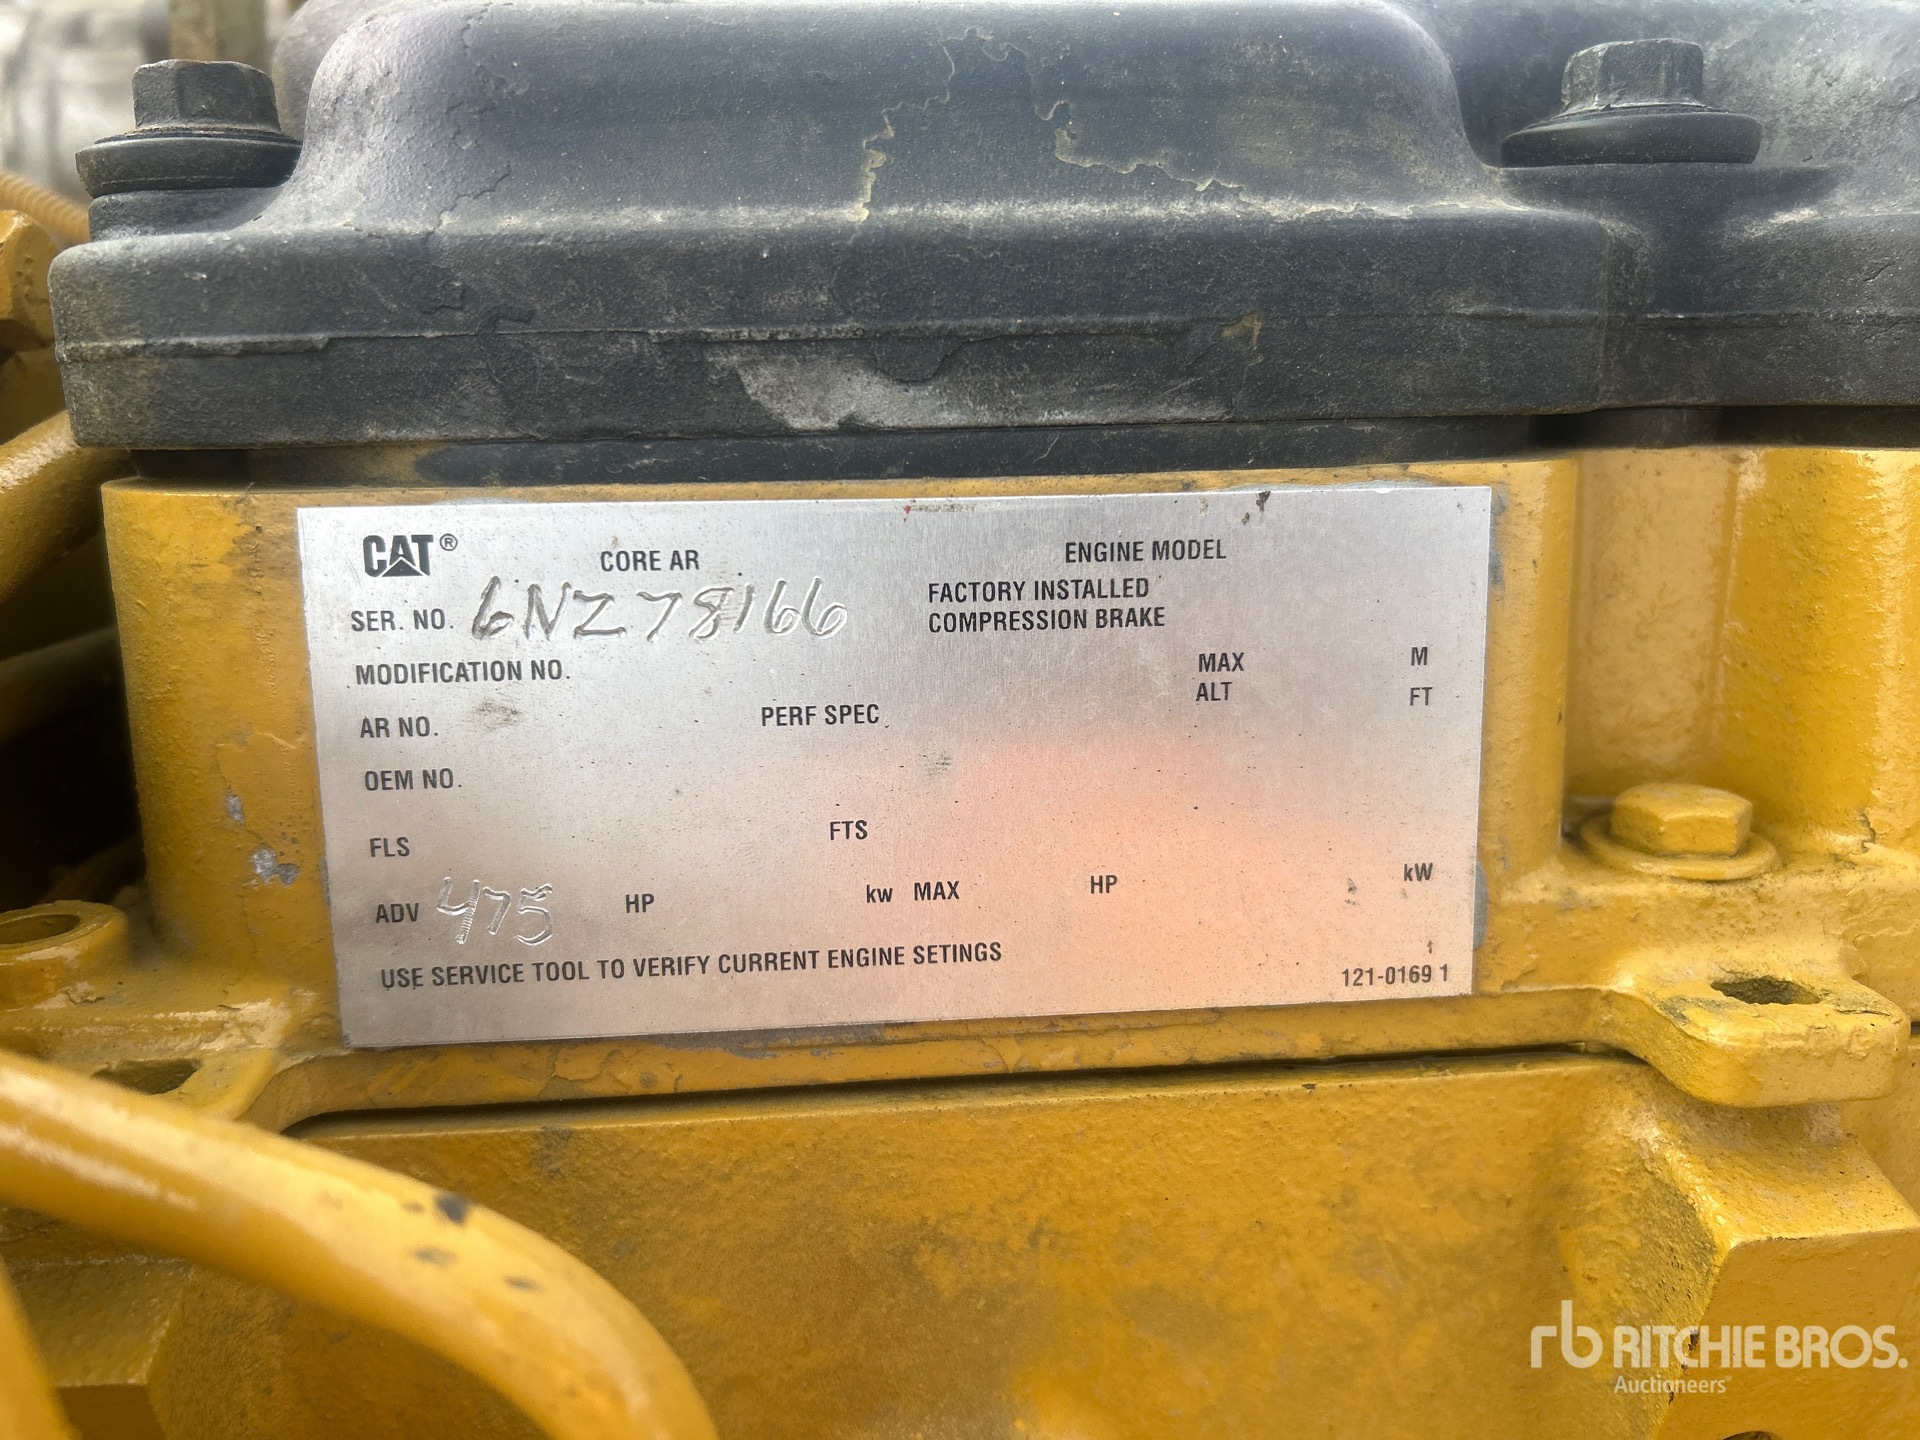 CAT® CORE AR ENGINE MODEL
SER. NO. 6NZ78166 FACTORY INSTALLED
COMPRESSION BRAKE
MODIFICATION NO. MAX M
ALT FT
AR NO. PERF SPEC
OEM NO.
FLS FTS
ADV 475 HP kw MAX HP kW
USE SERVICE TOOL TO VERIFY CURRENT ENGINE SETINGS 121-0169 1
rb RITCHIE BROS.
Auctioneers